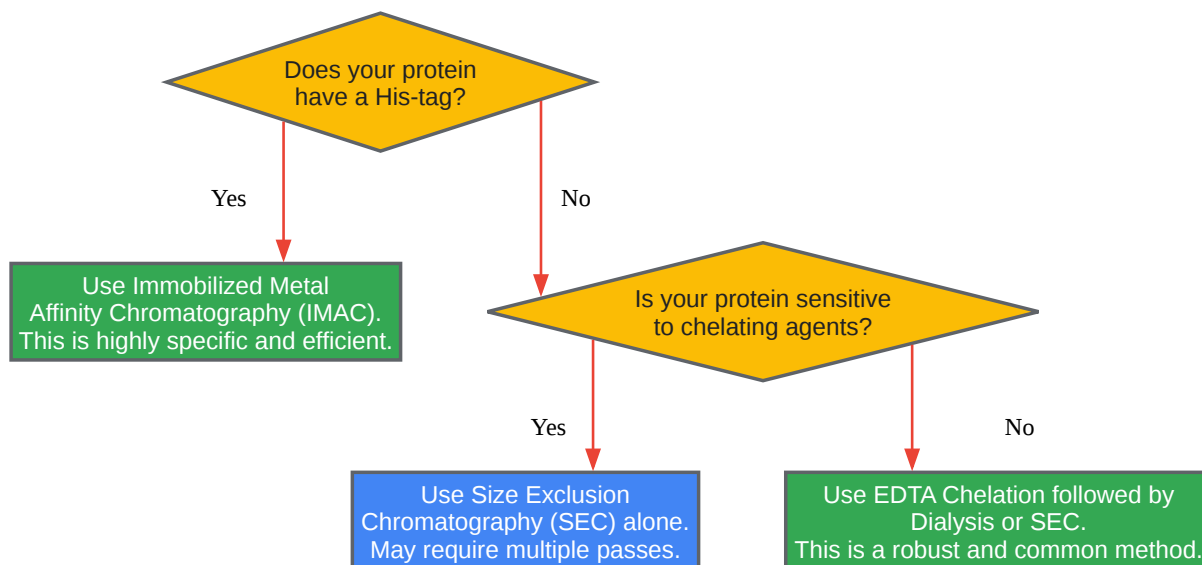 Does your protein
have a His-tag?
Yes
No
Use Immobilized Metal
Affinity Chromatography (IMAC).
This is highly specific and efficient.
Is your protein sensitive
to chelating agents?
Yes
No
Use Size Exclusion
Chromatography (SEC) alone.
May require multiple passes.
Use EDTA Chelation followed by
Dialysis or SEC.
This is a robust and common method.